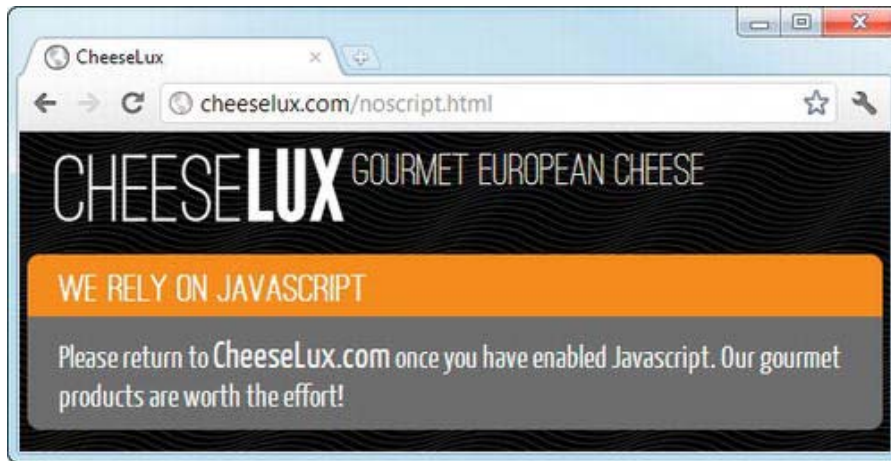 CheeseLux
cheeselux.com/noscript.html
CHEESELUX GOURMET EUROPEAN CHEESE
WE RELY ON JAVASCRIPT
Please return to CheeseLux.com once you have enabled Javascript. Our gourmet
products are worth the effort!